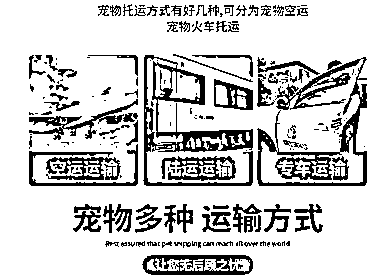 宠物托运方式有好几种,可分为宠物空运
宠物火车托运
空运运输
陆运运输
专车运输
宠物多种 运输方式
Rest assured that pet shipping can reach all over the world
让您无后顾之忧